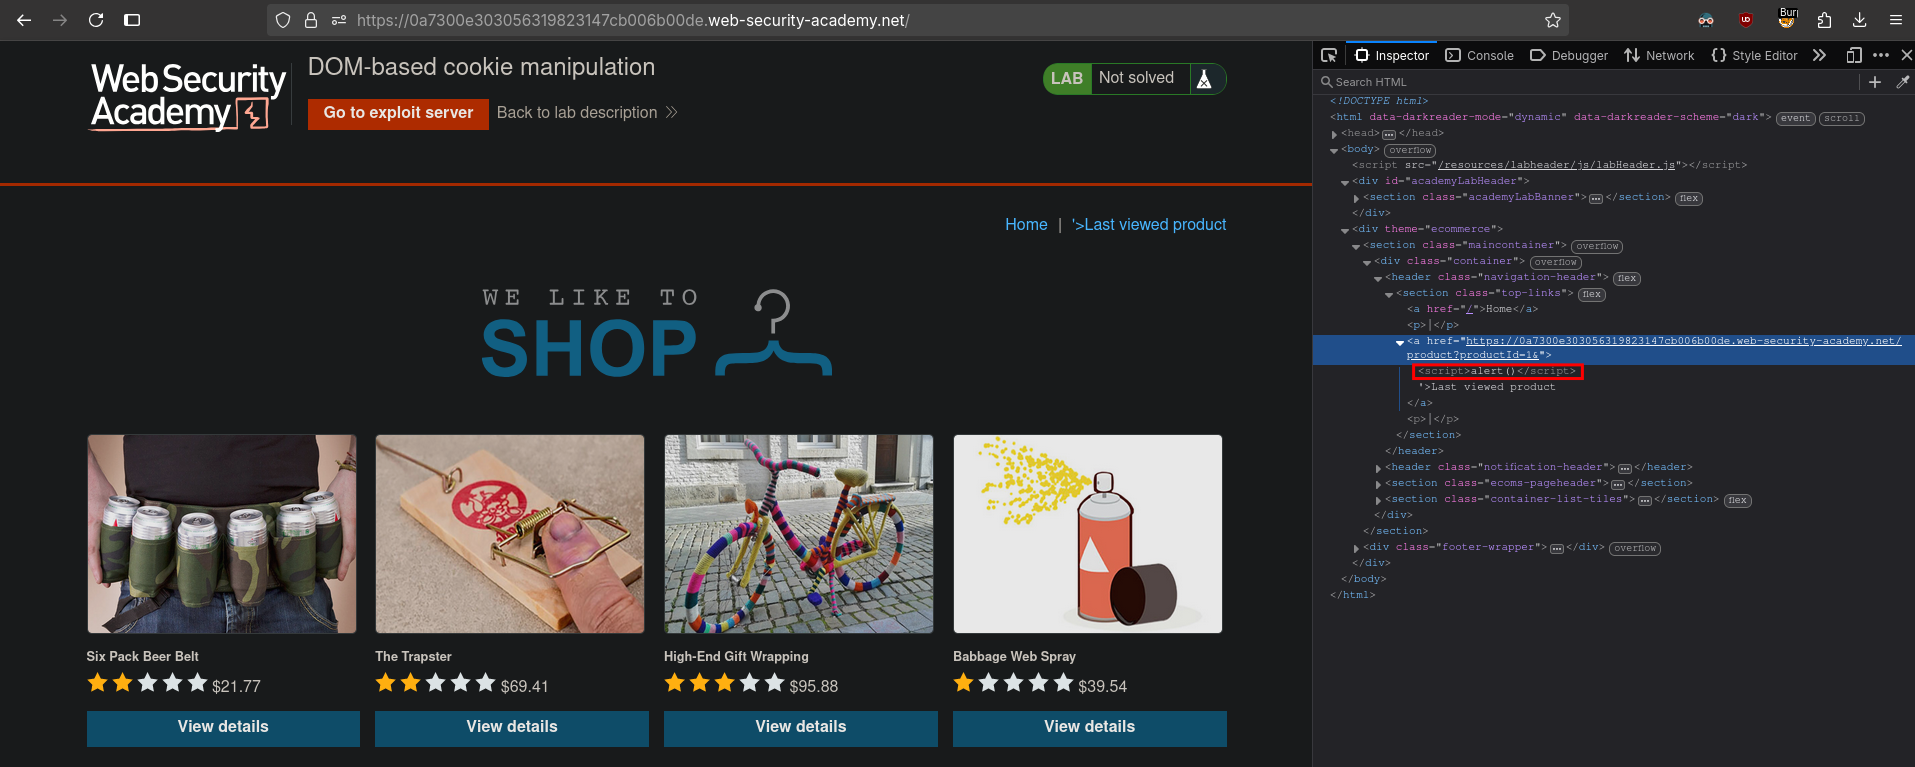 https://0a7300e303056319823147cb006b00de.web-security-academy.net/
Burp
Web Security
Academy
DOM-based cookie manipulation
Go to exploit server
Back to lab description
LAB
Not solved
Home | '>Last viewed product
WE LIKE TO
SHOP
Six Pack Beer Belt
$21.77
View details
The Trapster
$69.41
View details
High-End Gift Wrapping
$95.88
View details
Babbage Web Spray
$39.54
View details
Inspector Console Debugger Network Style Editor
Search HTML
<!DOCTYPE html>
<html data-darkreader-mode="dynamic" data-darkreader-scheme="dark"> event scroll
<head> </head>
<body> overflow
<script src="/resources/labheader/js/labHeader.js"></script>
<div id="academyLabHeader">
<section class="academyLabBanner"> </section> flex
</div>
<div theme="ecommerce">
<section class="maincontainer"> overflow
<div class="container"> overflow
<header class="navigation-header"> flex
<section class="top-links"> flex
<a href="/">Home</a>
<p>|</p>
<a href="https://0a7300e303056319823147cb006b00de.web-security-academy.net/
product?productId=1&">
<script>alert()</script>
'>Last viewed product
</a>
<p>|</p>
</section>
</header>
<header class="notification-header"> </header>
<section class="ecoms-pageheader"> </section>
<section class="container-list-tiles"> </section> flex
</div>
</section>
<div class="footer-wrapper"> </div> overflow
</div>
</body>
</html>